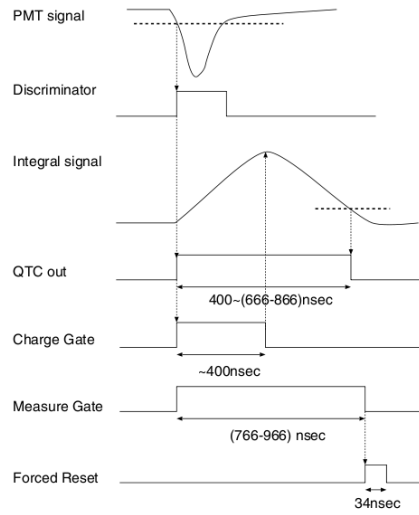 PMT signal
Discriminator
Integral signal
QTC out
400~(666-866)nsec
Charge Gate
~400nsec
Measure Gate
(766-966) nsec
Forced Reset
34nsec